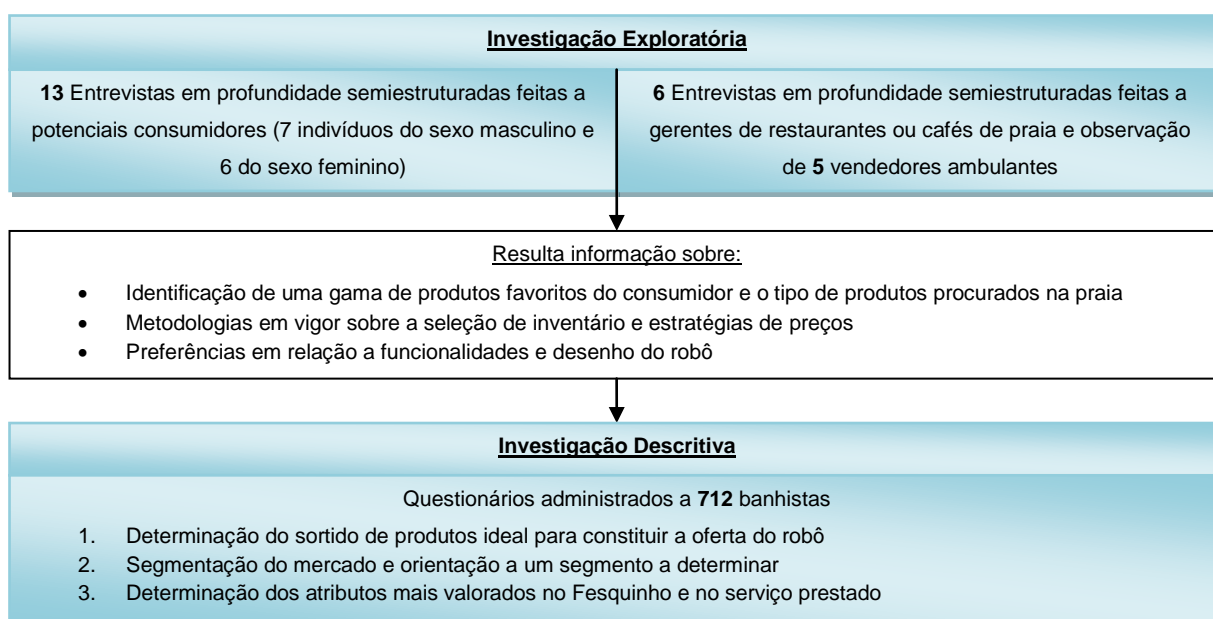 Investigação Exploratória
13 Entrevistas em profundidade semiestruturadas feitas a
potenciais consumidores (7 indivíduos do sexo masculino e
6 do sexo feminino)
6 Entrevistas em profundidade semiestruturadas feitas a
gerentes de restaurantes ou cafés de praia e observação
de 5 vendedores ambulantes
Resulta informação sobre:
• Identificação de uma gama de produtos favoritos do consumidor e o tipo de produtos procurados na praia
• Metodologias em vigor sobre a seleção de inventário e estratégias de preços
• Preferências em relação a funcionalidades e desenho do robô
Investigação Descritiva
Questionários administrados a 712 banhistas
1. Determinação do sortido de produtos ideal para constituir a oferta do robô
2. Segmentação do mercado e orientação a um segmento a determinar
3. Determinação dos atributos mais valorados no Fesquinho e no serviço prestado